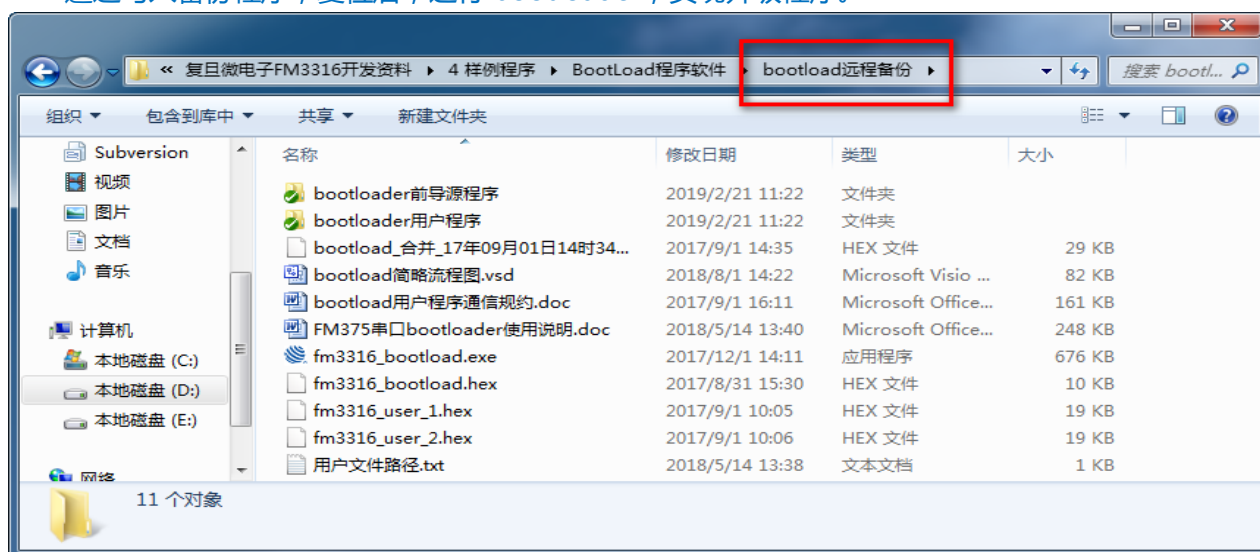 « 复旦微电子FM3316开发资料 ▸ 4 样例程序 ▸ BootLoad程序软件 ▸ bootload远程备份 ▸ 搜索 bootl...
组织 ▼ 包含到库中 ▼ 共享 ▼ 新建文件夹
Subversion
视频
图片
文档
音乐
计算机
本地磁盘 (C:)
本地磁盘 (D:)
本地磁盘 (E:)
网络
名称 修改日期 类型 大小
bootloader前导源程序 2019/2/21 11:22 文件夹
bootloader用户程序 2019/2/21 11:22 文件夹
bootload_合并_17年09月01日14时34... 2017/9/1 14:35 HEX 文件 29 KB
bootload简略流程图.vsd 2018/8/1 14:22 Microsoft Visio ... 82 KB
bootload用户程序通信规约.doc 2017/9/1 16:11 Microsoft Office... 161 KB
FM375串口bootloader使用说明.doc 2018/5/14 13:40 Microsoft Office... 248 KB
fm3316_bootload.exe 2017/12/1 14:11 应用程序 676 KB
fm3316_bootload.hex 2017/8/31 15:30 HEX 文件 10 KB
fm3316_user_1.hex 2017/9/1 10:05 HEX 文件 19 KB
fm3316_user_2.hex 2017/9/1 10:06 HEX 文件 19 KB
用户文件路径.txt 2018/5/14 13:38 文本文档 1 KB
11 个对象